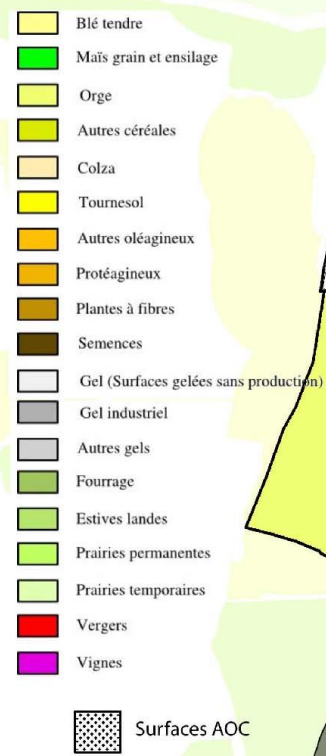 Blé tendre
Maïs grain et ensilage
Orge
Autres céréales
Colza
Tournesol
Autres oléagineux
Protéagineux
Plantes à fibres
Semences
Gel (Surfaces gelées sans production)
Gel industriel
Autres gels
Fourrage
Estives landes
Prairies permanentes
Prairies temporaires
Vergers
Vignes
Surfaces AOC